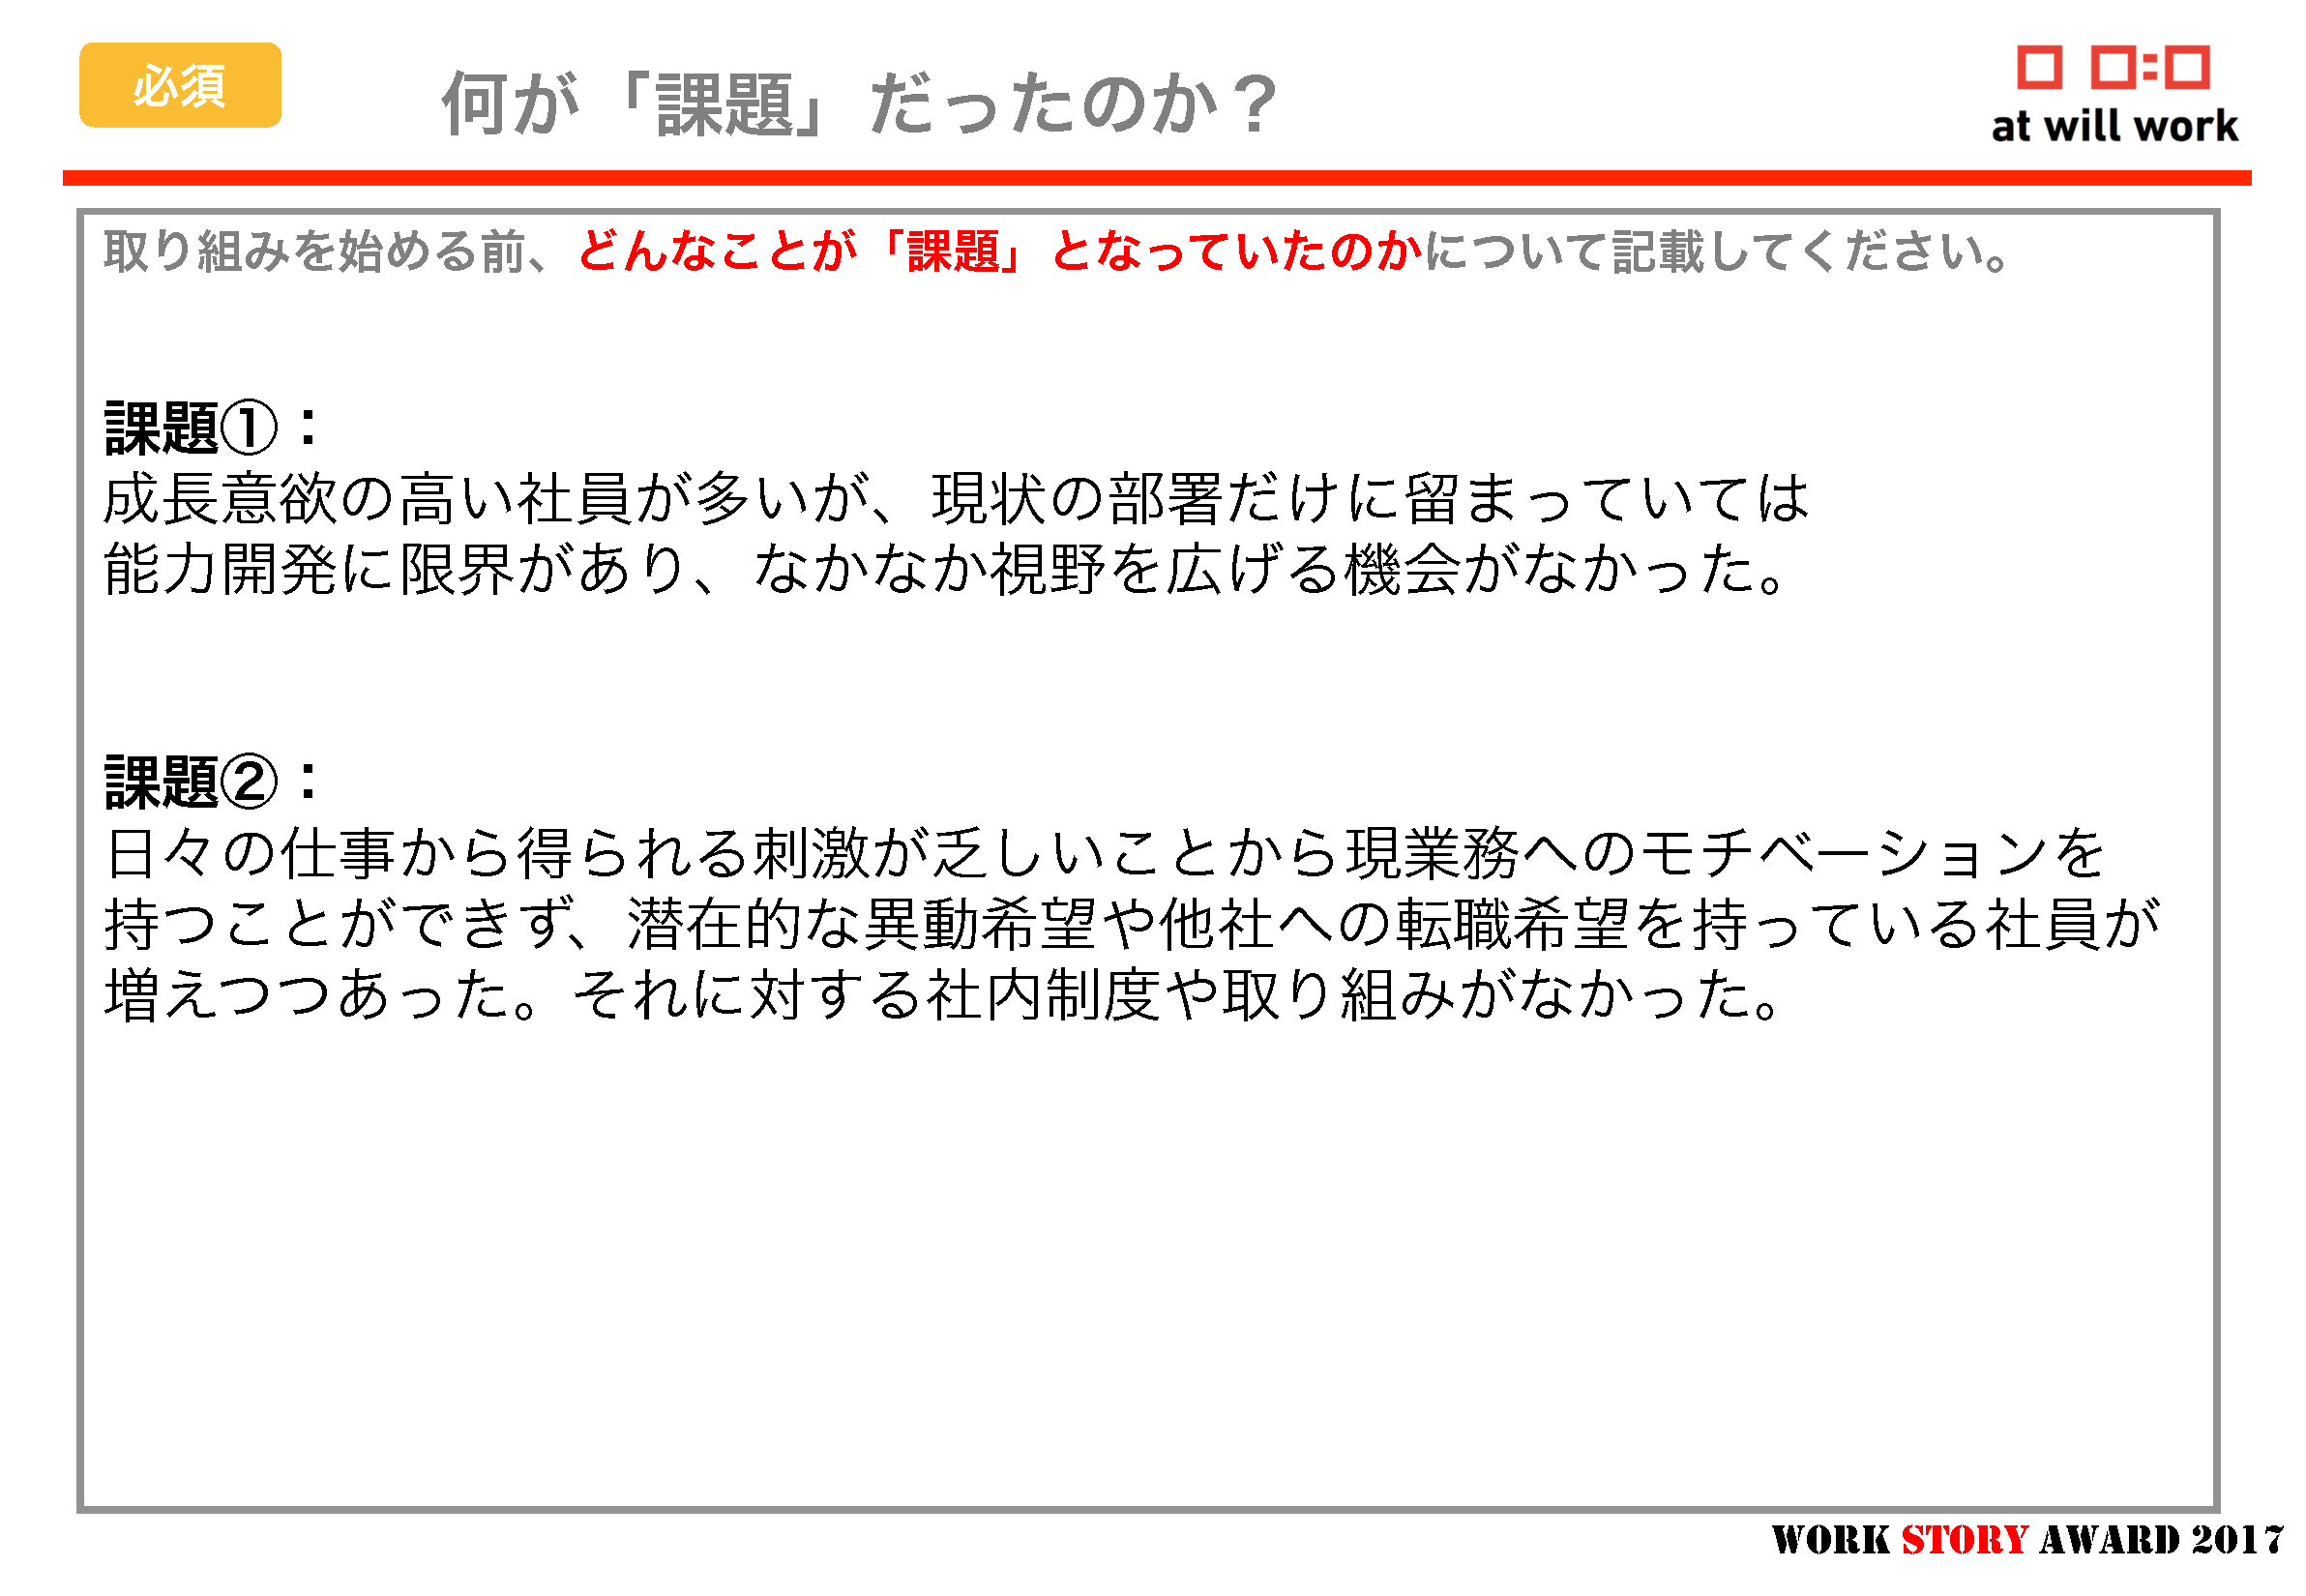 必須
何が「課題」だったのか？
at will work
取り組みを始める前、どんなことが「課題」となっていたのかについて記載してください。
課題①：
成長意欲の高い社員が多いが、現状の部署だけに留まっていては
能力開発に限界があり、なかなか視野を広げる機会がなかった。
課題②：
日々の仕事から得られる刺激が乏しいことから現業務へのモチベーションを
持つことができず、潜在的な異動希望や他社への転職希望を持っている社員が
増えつつあった。それに対する社内制度や取り組みがなかった。
WORK STORY AWARD 2017